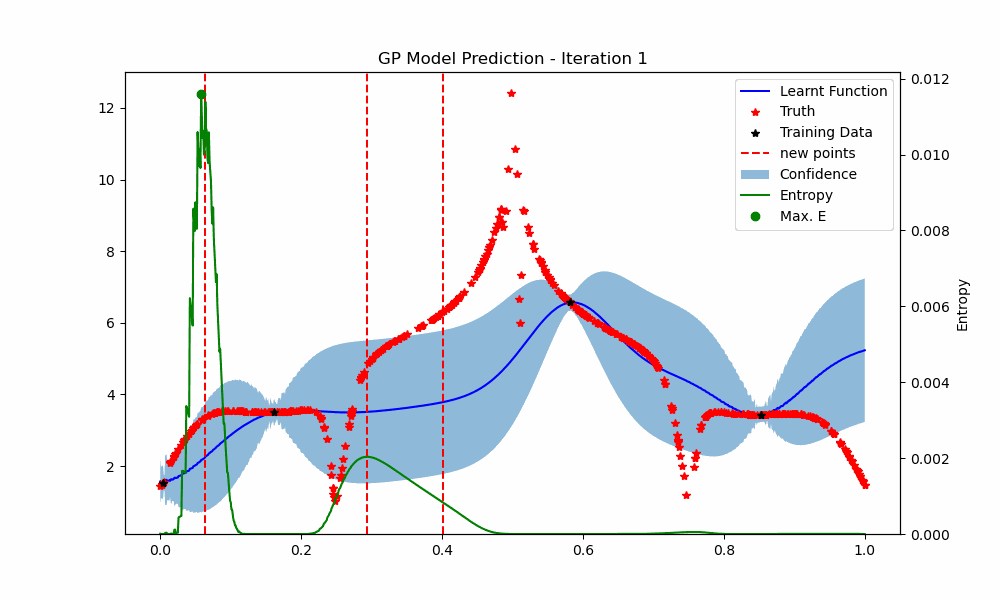 GP Model Prediction - Iteration 1
12
10
8
6
4
2
0.0 0.2 0.4 0.6 0.8 1.0
0.012
0.010
0.008
0.006
0.004
0.002
0.000
Entropy
Learnt Function
Truth
Training Data
new points
Confidence
Entropy
Max. E